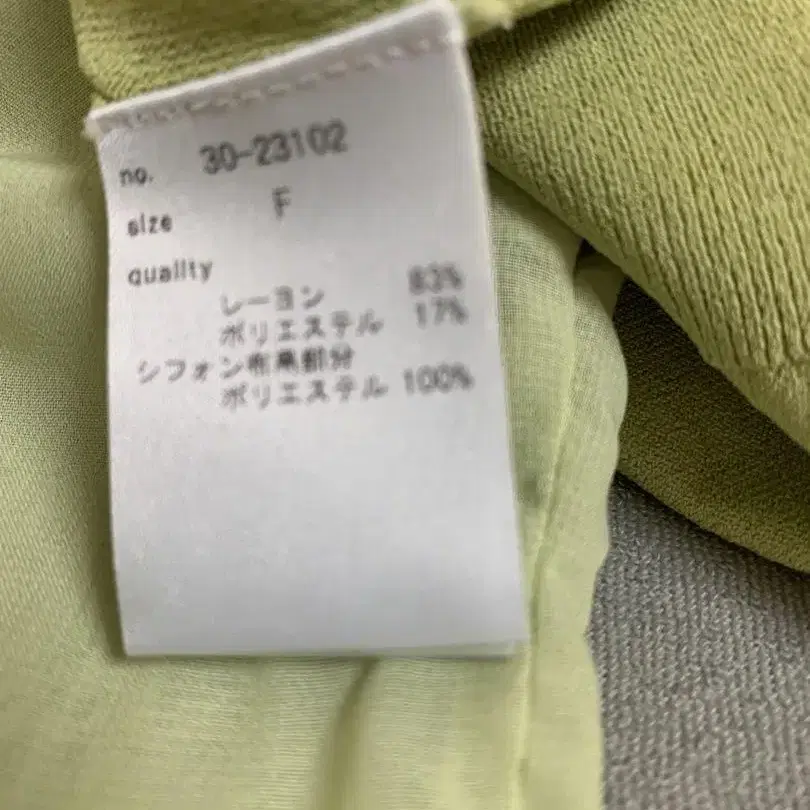 no. 30-23102
size F
quality
レーヨン 83%
ポリエステル 17%
シフォン布帛部分
ポリエステル 100%